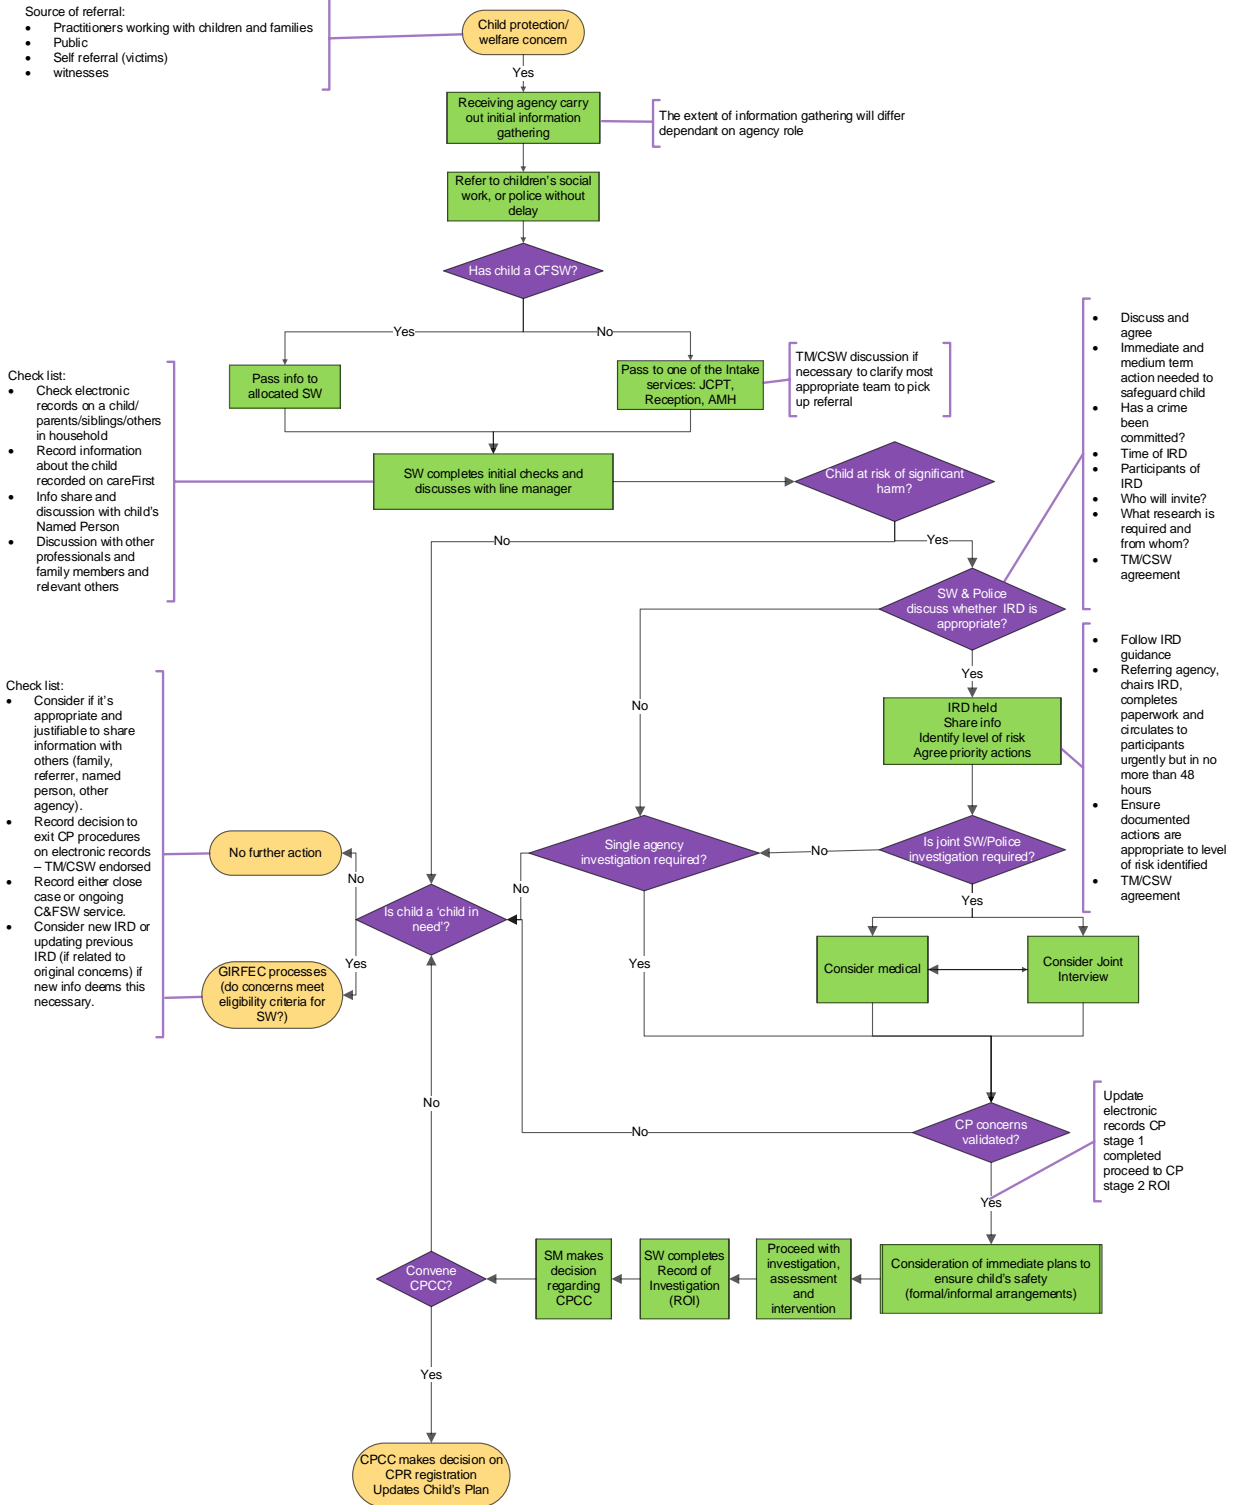 Source of referral:
• Practitioners working with children and families
• Public
• Self referral (victims)
• witnesses
Child protection/
welfare concern
Yes
Receiving agency carry
out initial information
gathering
The extent of information gathering will differ
dependant on agency role
Refer to children's social
work, or police without
delay
Has child a CFSW?
Yes
No
Pass info to
allocated SW
Pass to one of the Intake
services: JCPT,
Reception, AMH
TM/CSW discussion if
necessary to clarify most
appropriate team to pick
up referral
Check list:
• Check electronic
records on a child/
parents/siblings/others
in household
• Record information
about the child
recorded on careFirst
• Info share and
discussion with child's
Named Person
• Discussion with other
professionals and
family members and
relevant others
SW completes initial checks and
discusses with line manager
Child at risk of significant
harm?
No
Yes
• Discuss and
agree
• Immediate and
medium term
action needed to
safeguard child
• Has a crime
been
committed?
• Time of IRD
• Participants of
IRD
• Who will invite?
• What research is
required and
from whom?
• TM/CSW
agreement
SW & Police
discuss whether IRD is
appropriate?
No
Yes
IRD held
Share info
Identify level of risk
Agree priority actions
• Follow IRD
guidance
• Referring agency,
chairs IRD,
completes
paperwork and
circulates to
participants
urgently but in no
more than 48
hours
• Ensure
documented
actions are
appropriate to level
of risk identified
• TM/CSW
agreement
Check list:
• Consider if it's
appropriate and
justifiable to share
information with
others (family,
referrer, named
person, other
agency).
• Record decision to
exit CP procedures
on electronic records
– TM/CSW endorsed
• Record either close
case or ongoing
C&FSW service.
• Consider new IRD or
updating previous
IRD (if related to
original concerns) if
new info deems this
necessary.
No further action
No
Is child a 'child in
need'?
Yes
GIRFEC processes
(do concerns meet
eligibility criteria for
SW?)
Single agency
investigation required?
No
No
Yes
Is joint SW/Police
investigation required?
Yes
Consider medical
Consider Joint
Interview
No
No
CP concerns
validated?
Yes
Update
electronic
records CP
stage 1
completed
proceed to CP
stage 2 ROI
Convene
CPCC?
SM makes
decision
regarding
CPCC
SW completes
Record of
Investigation
(ROI)
Proceed with
investigation,
assessment
and
intervention
Consideration of immediate plans to
ensure child's safety
(formal/informal arrangements)
Yes
CPCC makes decision on
CPR registration
Updates Child's Plan